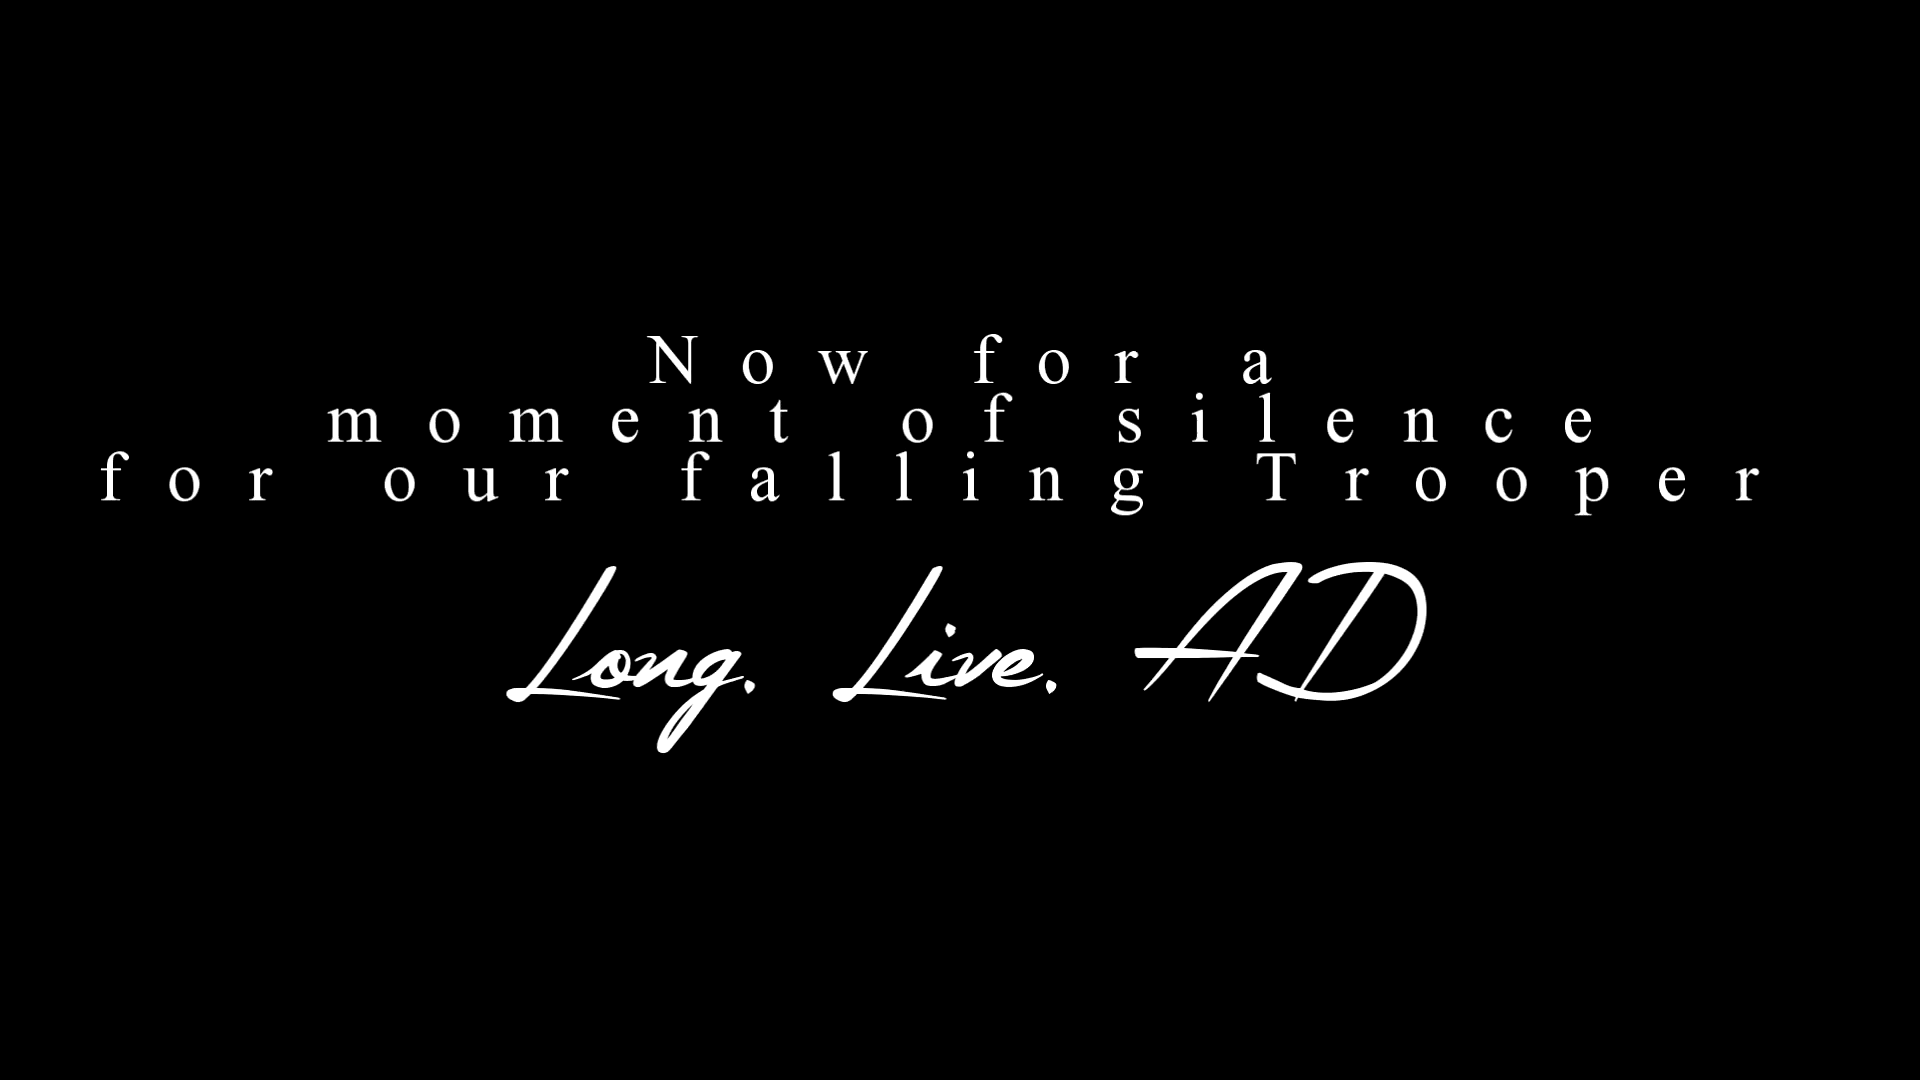 Now for a
moment of silence
for our falling Trooper
Long. Live. AD